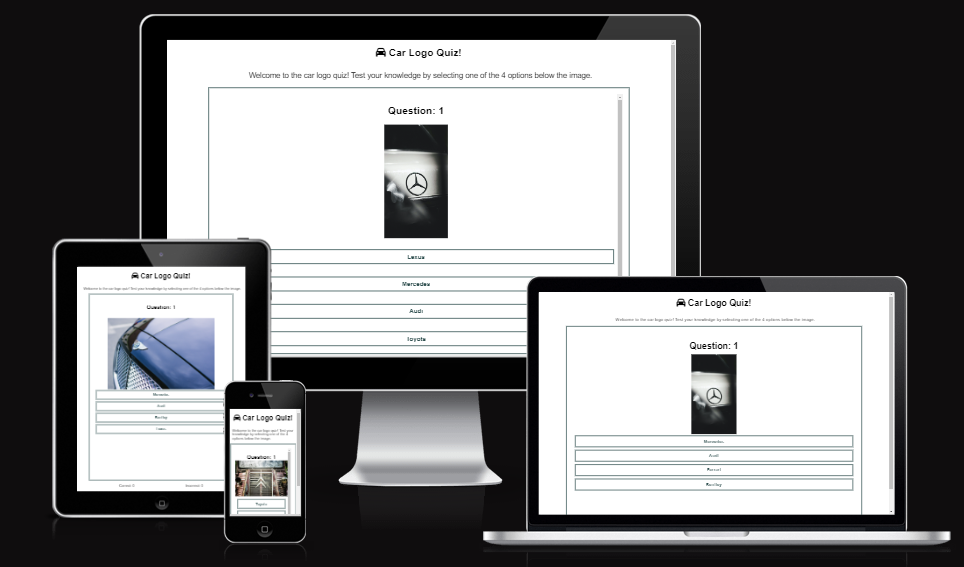 Car Logo Quiz!
Welcome to the car logo quiz! Test your knowledge by selecting one of the 4 options below the image.
Question: 1
Lexus
Mercedes
Audi
Toyota
Car Logo Quiz!
Welcome to the car logo quiz! Test your knowledge by selecting one of the 4 options below the image.
Question: 1
Mercedes
Audi
Bentley
Lexus
Correct: 0
Incorrect: 0
Car Logo Quiz!
Welcome to the car logo quiz! Test your
knowledge by selecting one of the 4
options below the image.
Question: 1
Toyota
Car Logo Quiz!
Welcome to the car logo quiz! Test your knowledge by selecting one of the 4 options below the image.
Question: 1
Mercedes
Audi
Ferrari
Bentley